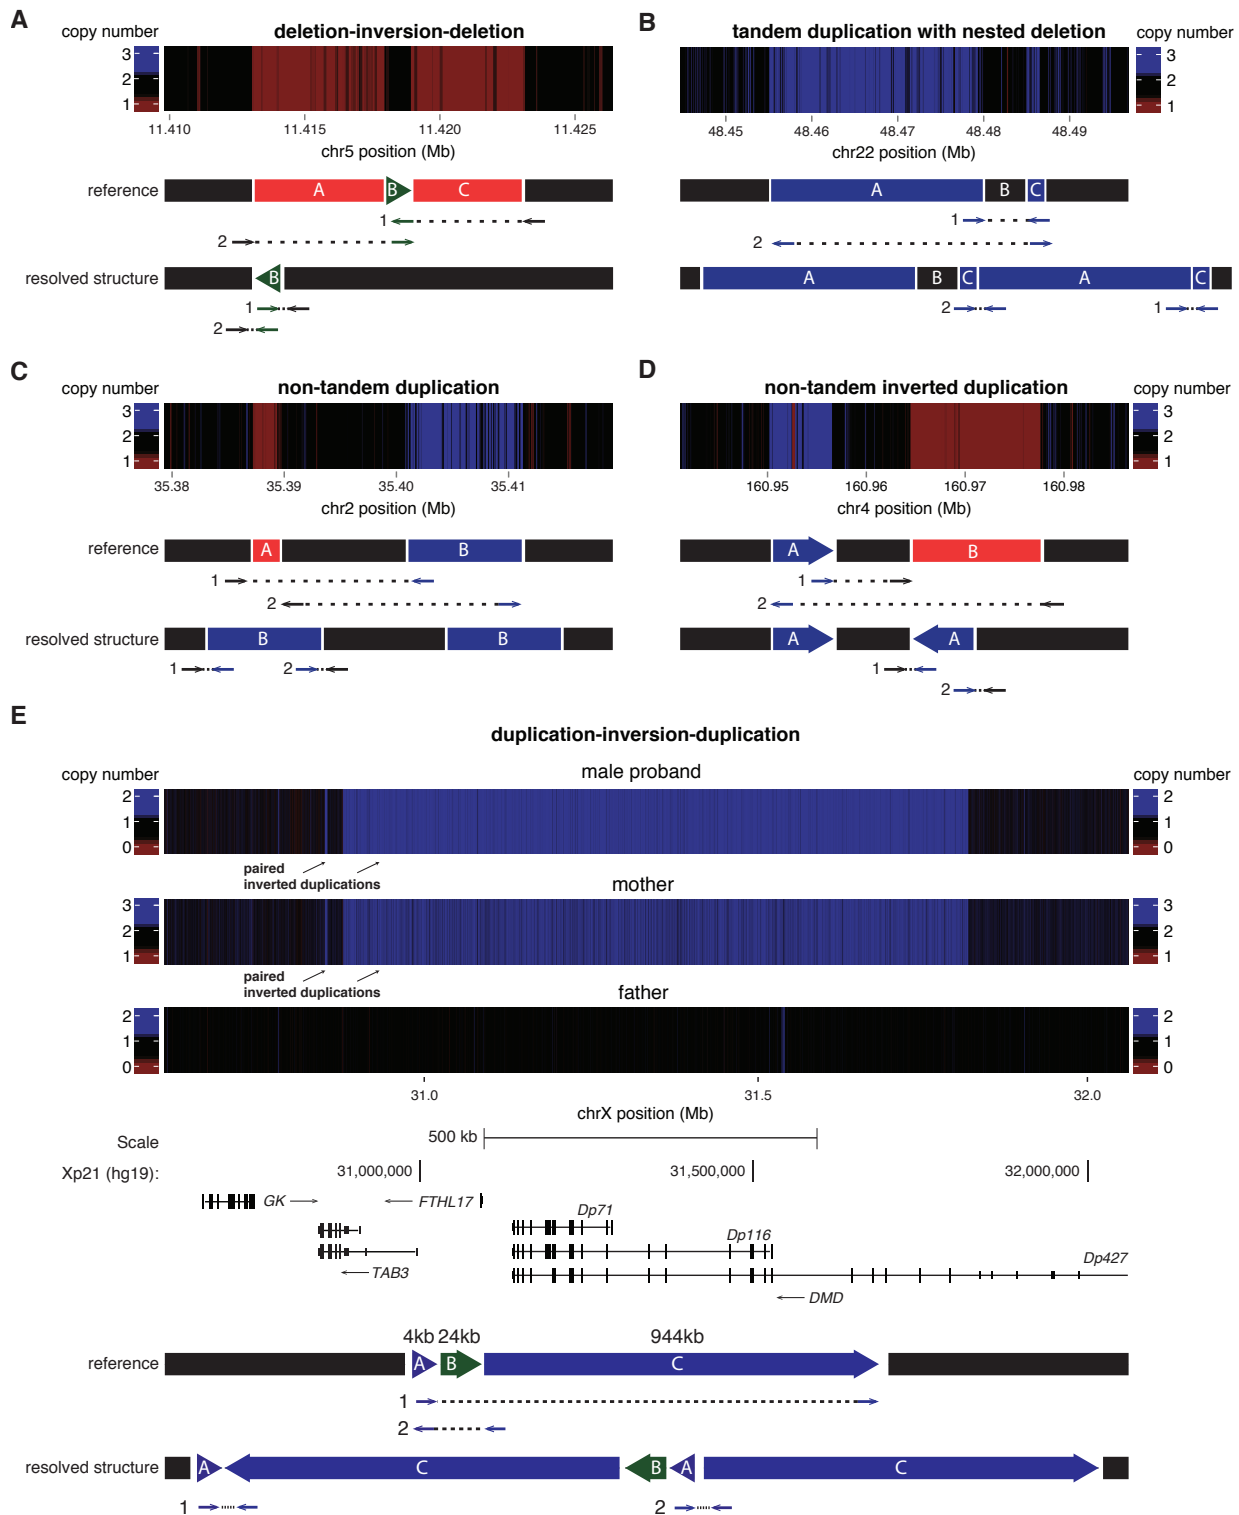 A
deletion-inversion-deletion
copy number
3
2
1
11.410 11.415 11.420 11.425
chr5 position (Mb)
reference
A B C
1
2
resolved structure
B
1
2
B
tandem duplication with nested deletion
copy number
3
2
1
48.45 48.46 48.47 48.48 48.49
chr22 position (Mb)
A B C
1
2
A B C A C
2 1
C
non-tandem duplication
copy number
3
2
1
35.38 35.39 35.40 35.41
chr2 position (Mb)
reference
A B
1
2
resolved structure
B B
1 2
D
non-tandem inverted duplication
copy number
3
2
1
160.95 160.96 160.97 160.98
chr4 position (Mb)
A B
1
2
A A
1
2
E
duplication-inversion-duplication
male proband
copy number copy number
2 2
1 1
0 0
paired
inverted duplications
mother
3 3
2 2
1 1
paired
inverted duplications
father
2 2
1 1
0 0
31.0 31.5 32.0
chrX position (Mb)
Scale 500 kb
Xp21 (hg19): 31,000,000 31,500,000 32,000,000
GK FTHL17
Dp71
Dp116
Dp427
TAB3
DMD
4kb 24kb 944kb
reference A B C
1
2
resolved structure A C B A C
1 2